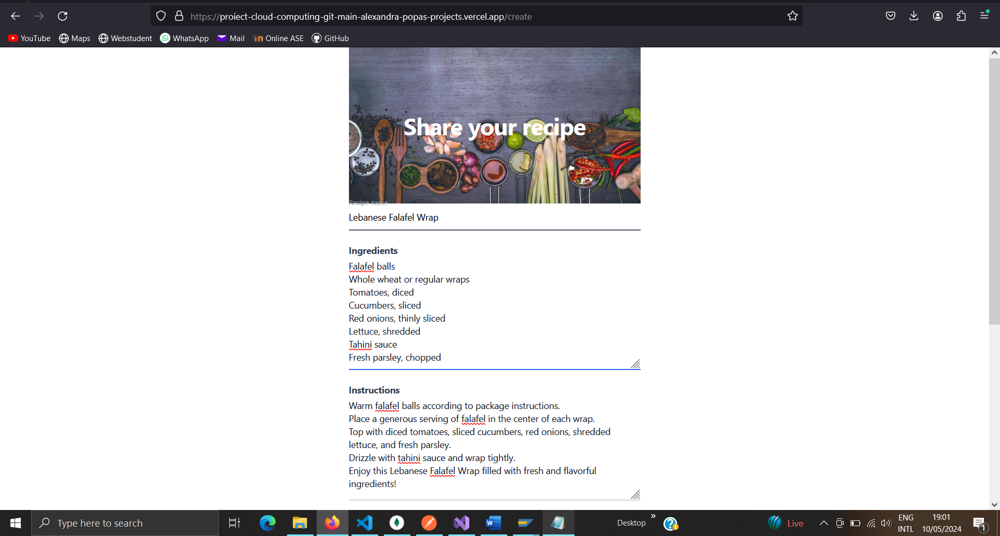 https://proiect-cloud-computing-git-main-alexandra-popas-projects.vercel.app/create
YouTube Maps Webstudent WhatsApp Mail Online ASE GitHub
Share your recipe
Recipe name
Lebanese Falafel Wrap
Ingredients
Falafel balls
Whole wheat or regular wraps
Tomatoes, diced
Cucumbers, sliced
Red onions, thinly sliced
Lettuce, shredded
Tahini sauce
Fresh parsley, chopped
Instructions
Warm falafel balls according to package instructions.
Place a generous serving of falafel in the center of each wrap.
Top with diced tomatoes, sliced cucumbers, red onions, shredded
lettuce, and fresh parsley.
Drizzle with tahini sauce and wrap tightly.
Enjoy this Lebanese Falafel Wrap filled with fresh and flavorful
ingredients!
Type here to search
Desktop
Live
ENG
INTL
19:01
10/05/2024
1